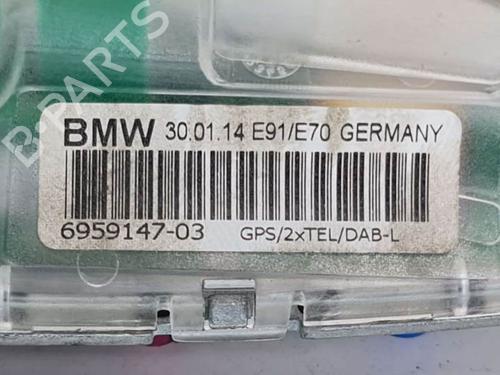 B-PARTS
BMW 30.01.14 E91/E70 GERMANY
6959147-03 GPS/2xTEL/DAB-L